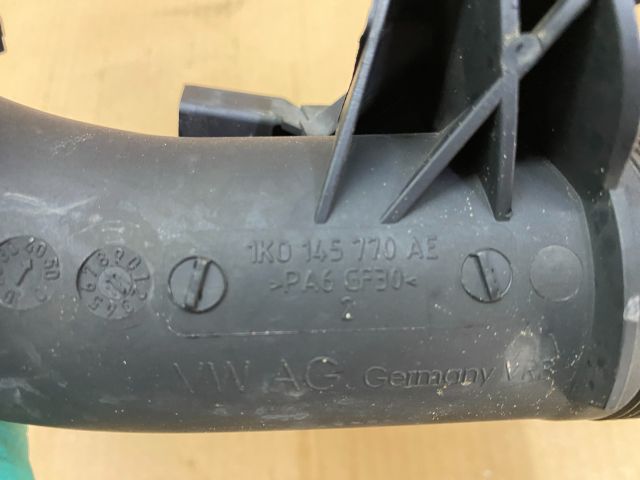 1K0 145 770 AE
>PA6 GF30<
2
VW AG Germany